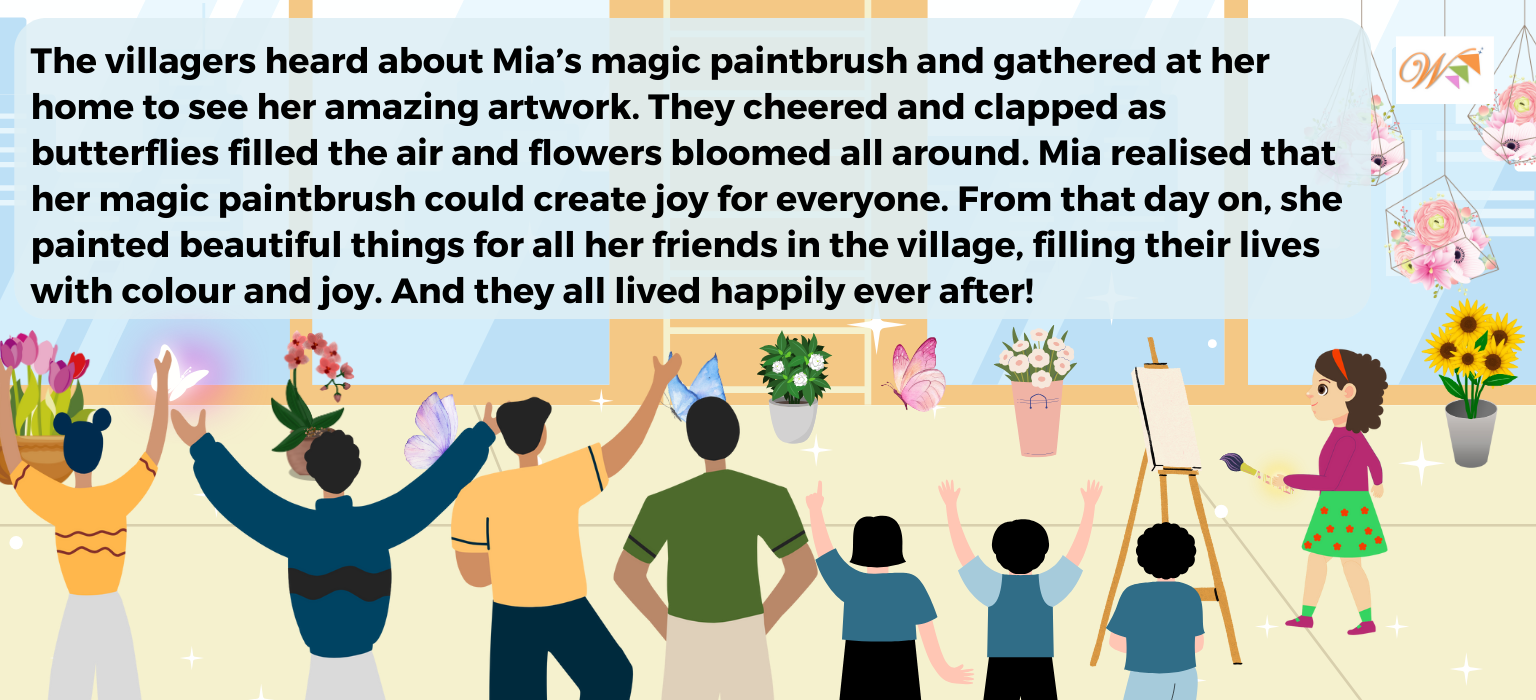 The villagers heard about Mia’s magic paintbrush and gathered at her
home to see her amazing artwork. They cheered and clapped as
butterflies filled the air and flowers bloomed all around. Mia realised that
her magic paintbrush could create joy for everyone. From that day on, she
painted beautiful things for all her friends in the village, filling their lives
with colour and joy. And they all lived happily ever after!
W